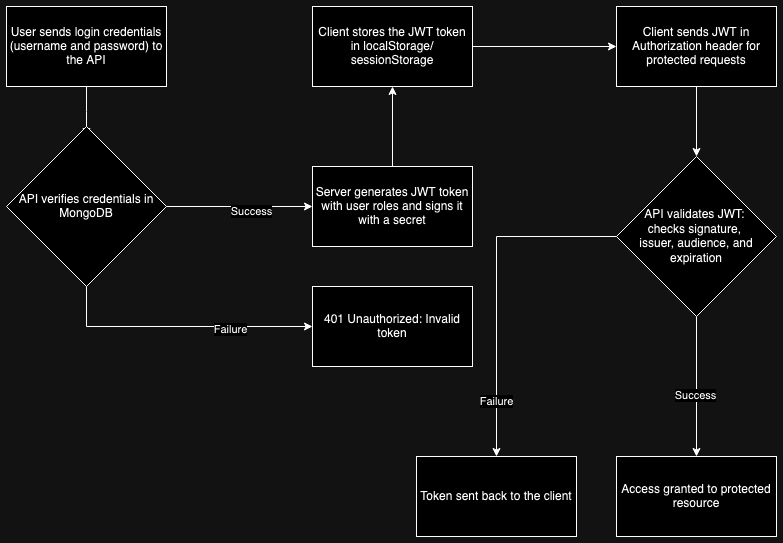 User sends login credentials
(username and password) to
the API
Client stores the JWT token
in localStorage/
sessionStorage
Client sends JWT in
Authorization header for
protected requests
API verifies credentials in
MongoDB
Success
Server generates JWT token
with user roles and signs it
with a secret
API validates JWT:
checks signature,
issuer, audience, and
expiration
Failure
401 Unauthorized: Invalid
token
Failure
Success
Token sent back to the client
Access granted to protected
resource